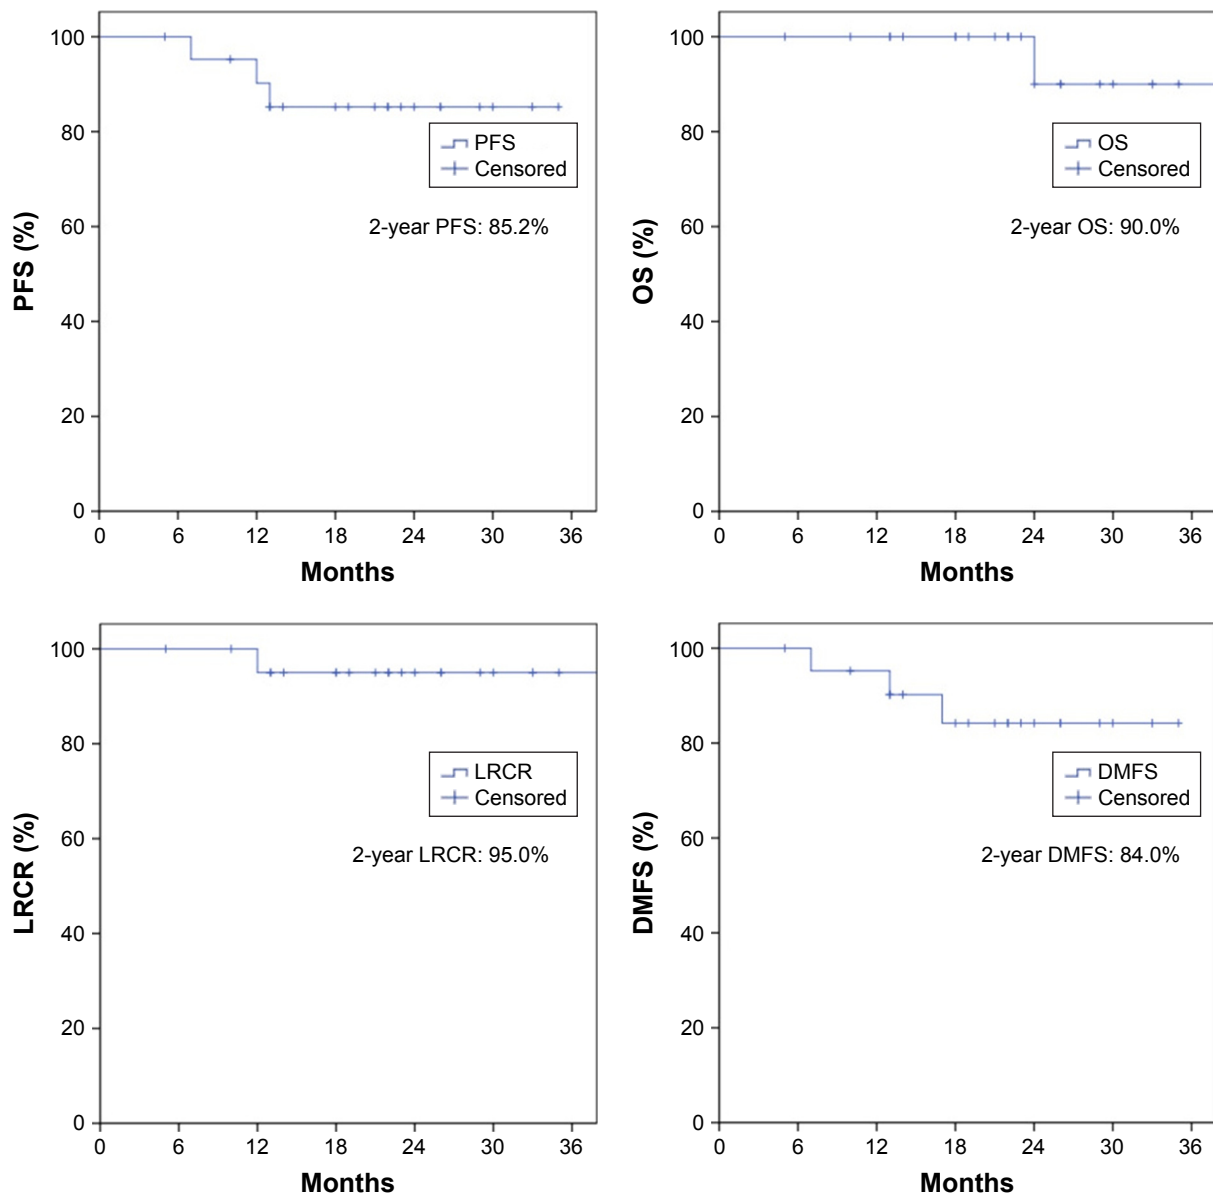 100
80
60
40
20
0
PFS (%)
PFS
Censored
2-year PFS: 85.2%
0 6 12 18 24 30 36
Months
100
80
60
40
20
0
OS (%)
OS
Censored
2-year OS: 90.0%
0 6 12 18 24 30 36
Months
100
80
60
40
20
0
LRCR (%)
LRCR
Censored
2-year LRCR: 95.0%
0 6 12 18 24 30 36
Months
100
80
60
40
20
0
DMFS (%)
DMFS
Censored
2-year DMFS: 84.0%
0 6 12 18 24 30 36
Months